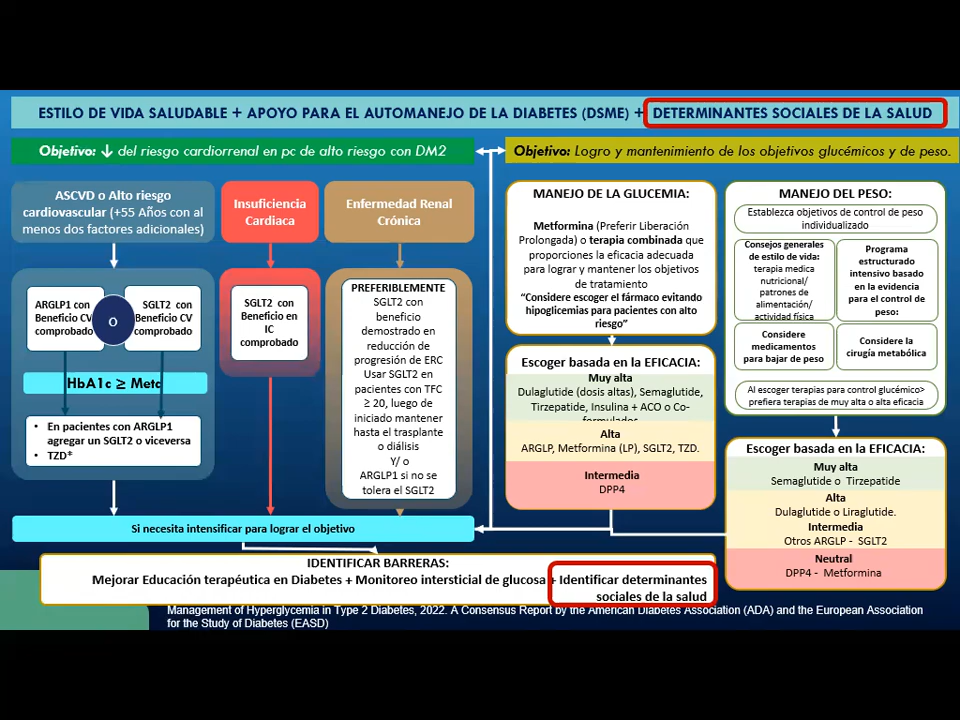 ESTILO DE VIDA SALUDABLE + APOYO PARA EL AUTOMANEJO DE LA DIABETES (DSME) + DETERMINANTES SOCIALES DE LA SALUD
Objetivo: ↓ del riesgo cardiorrenal en pc de alto riesgo con DM2
Objetivo: Logro y mantenimiento de los objetivos glucémicos y de peso.
ASCVD o Alto riesgo
cardiovascular (+55 Años con al
menos dos factores adicionales)
Insuficiencia
Cardiaca
Enfermedad Renal
Crónica
ARGLP1 con
Beneficio CV
comprobado
o
SGLT2 con
Beneficio CV
comprobado
HbA1c ≥ Meta
• En pacientes con ARGLP1
agregar un SGLT2 o viceversa
• TZD*
SGLT2 con
Beneficio en
IC
comprobado
PREFERIBLEMENTE
SGLT2 con
beneficio
demostrado en
reducción de
progresión de ERC
Usar SGLT2 en
pacientes con TFC
≥ 20, luego de
iniciado mantener
hasta el trasplante
o diálisis
Y/ o
ARGLP1 si no se
tolera el SGLT2
MANEJO DE LA GLUCEMIA:
Metformina (Preferir Liberación
Prolongada) o terapia combinada que
proporciones la eficacia adecuada
para lograr y mantener los objetivos
de tratamiento
“Considere escoger el fármaco evitando
hipoglicemias para pacientes con alto
riesgo”
Escoger basada en la EFICACIA:
Muy alta
Dulaglutide (dosis altas), Semaglutide,
Tirzepatide, Insulina + ACO o Co-
formulados
Alta
ARGLP, Metformina (LP), SGLT2, TZD.
Intermedia
DPP4
MANEJO DEL PESO:
Establezca objetivos de control de peso
individualizado
Consejos generales
de estilo de vida:
terapia medica
nutricional/
patrones de
alimentación/
actividad física
Programa
estructurado
intensivo basado
en la evidencia
para el control de
peso:
Considere
medicamentos
para bajar de peso
Considere la
cirugía metabólica
Al escoger terapias para control glucémico>
prefiera terapias de muy alta o alta eficacia
Escoger basada en la EFICACIA:
Muy alta
Semaglutide o Tirzepatide
Alta
Dulaglutide o Liraglutide.
Intermedia
Otros ARGLP - SGLT2
Neutral
DPP4 - Metformina
Si necesita intensificar para lograr el objetivo
IDENTIFICAR BARRERAS:
Mejorar Educación terapéutica en Diabetes + Monitoreo intersticial de glucosa + Identificar determinantes
sociales de la salud
Management of Hyperglycemia in Type 2 Diabetes, 2022. A Consensus Report by the American Diabetes Association (ADA) and the European Association
for the Study of Diabetes (EASD)